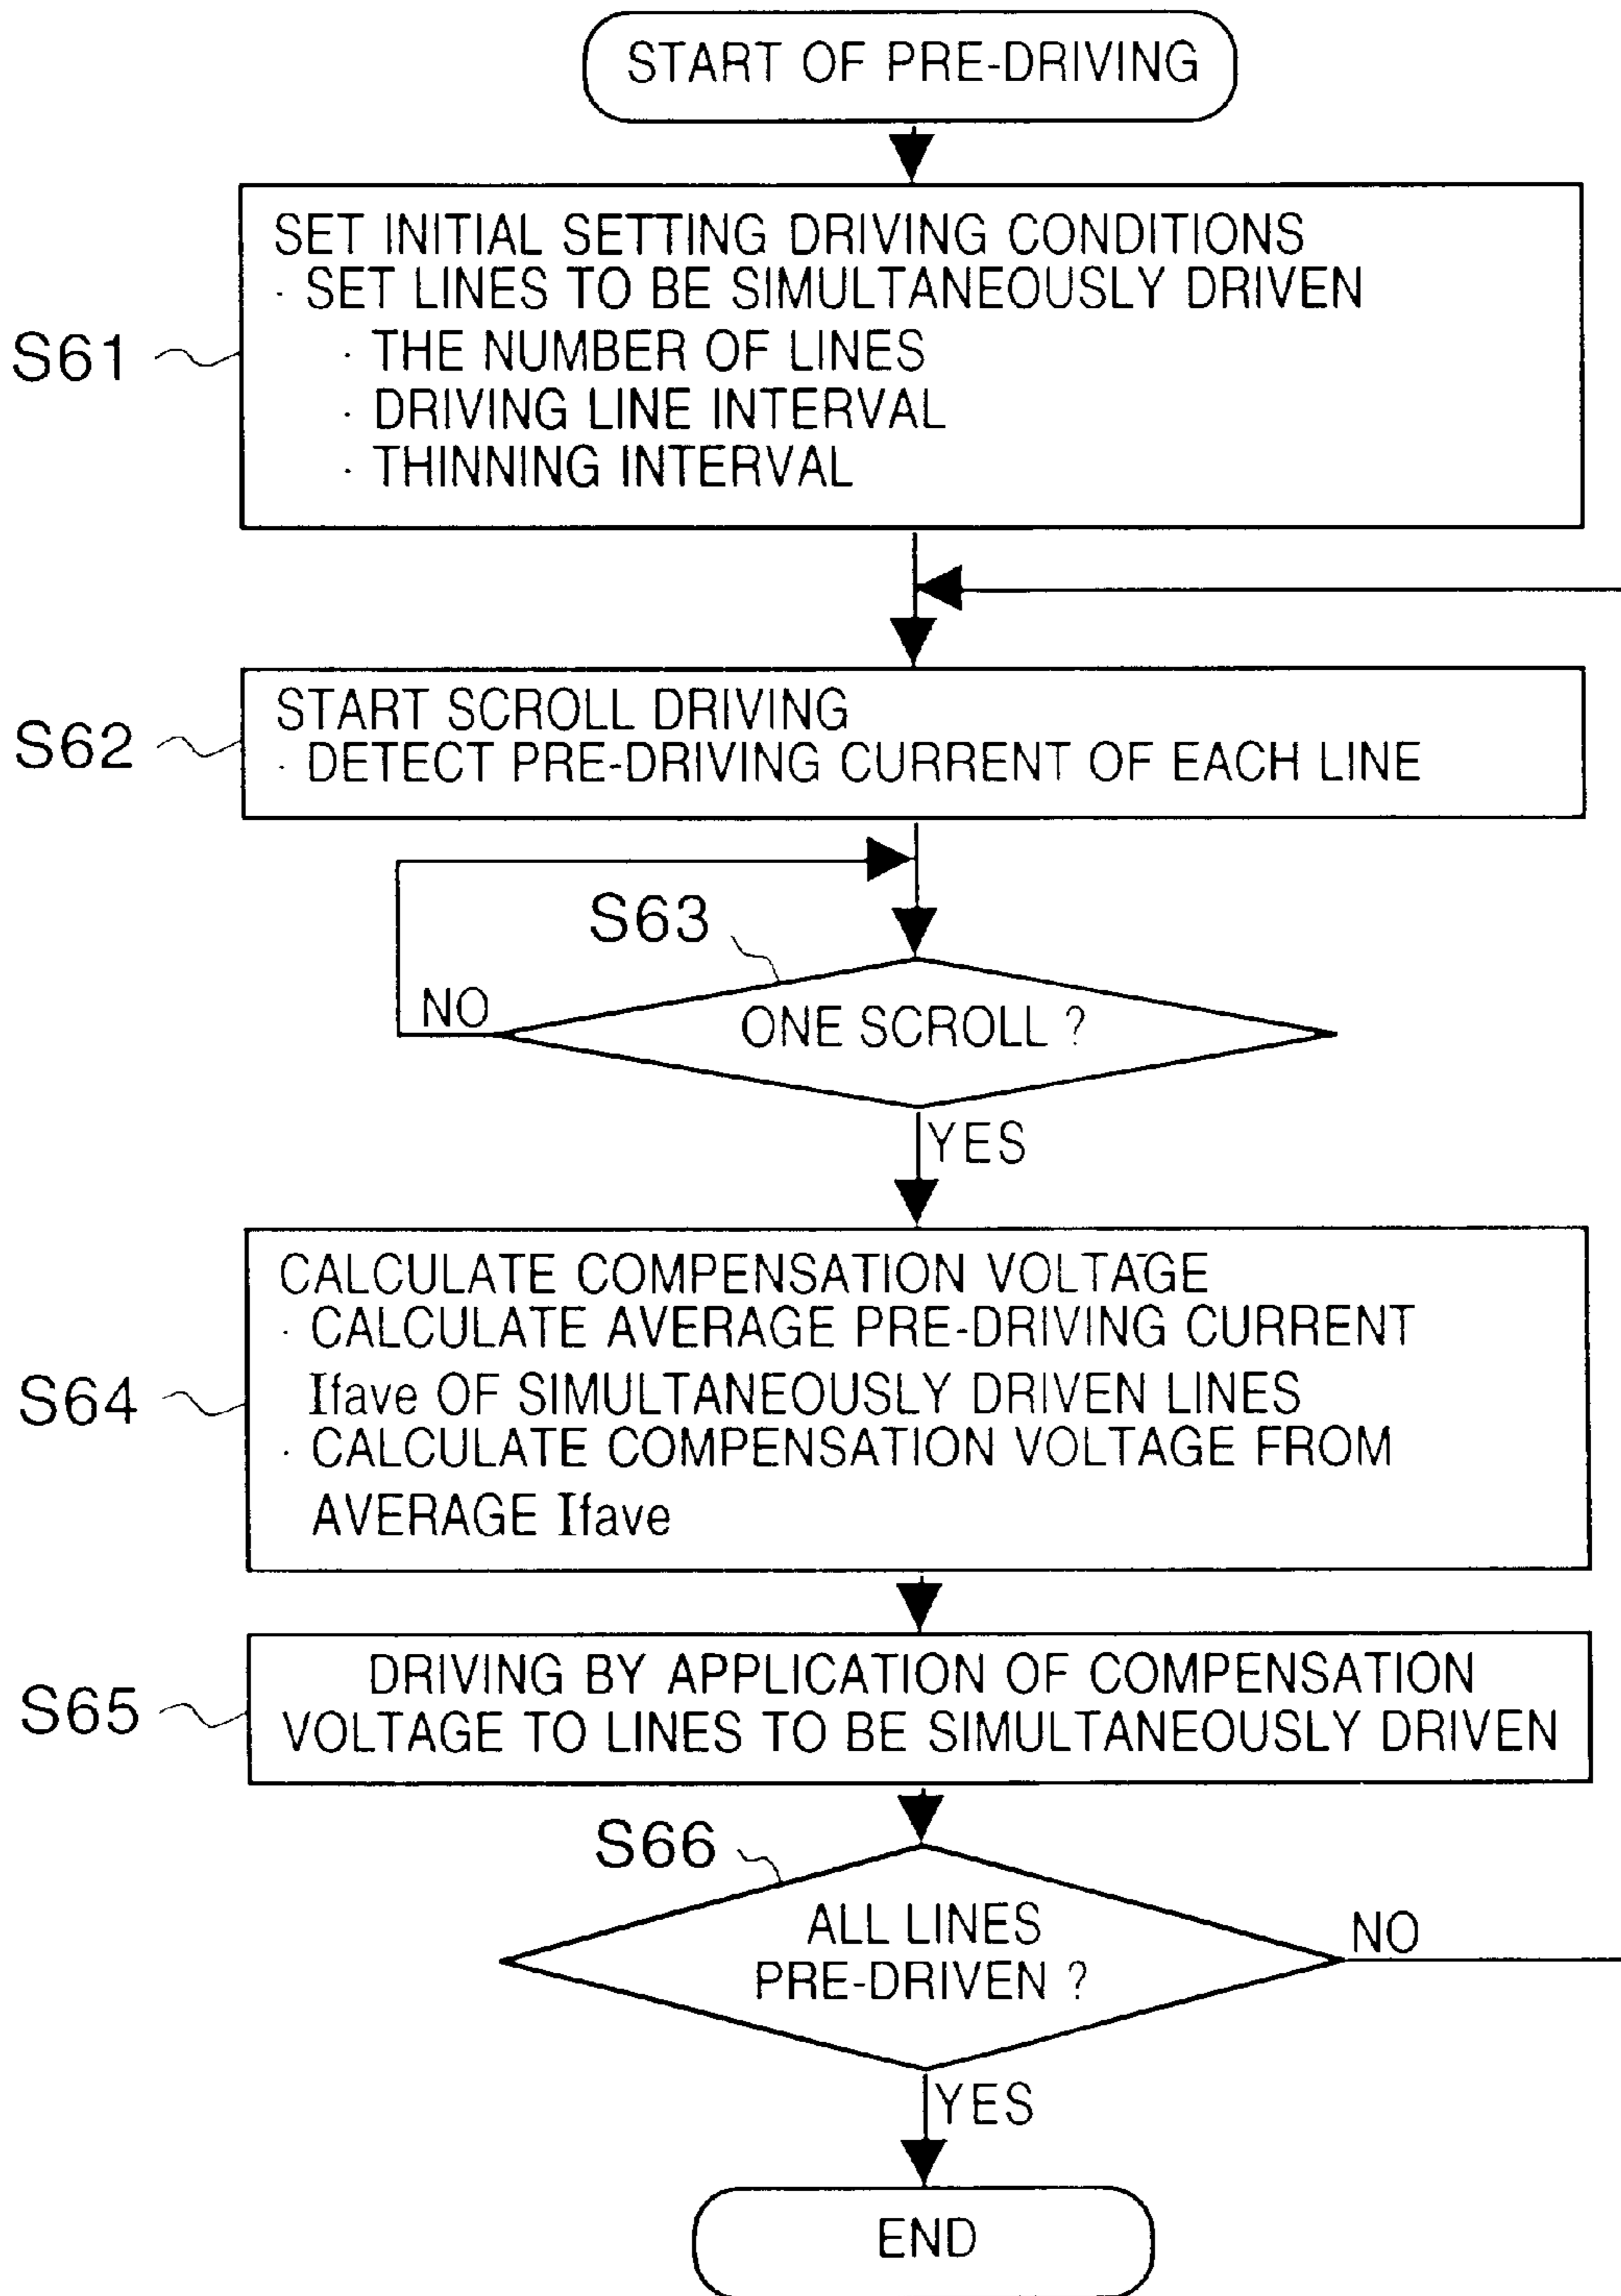 START OF PRE-DRIVING
SET INITIAL SETTING DRIVING CONDITIONS
· SET LINES TO BE SIMULTANEOUSLY DRIVEN
· THE NUMBER OF LINES
· DRIVING LINE INTERVAL
· THINNING INTERVAL
S61
START SCROLL DRIVING
· DETECT PRE-DRIVING CURRENT OF EACH LINE
S62
S63
NO
ONE SCROLL ?
YES
CALCULATE COMPENSATION VOLTAGE
· CALCULATE AVERAGE PRE-DRIVING CURRENT
Ifave OF SIMULTANEOUSLY DRIVEN LINES
· CALCULATE COMPENSATION VOLTAGE FROM
AVERAGE Ifave
S64
DRIVING BY APPLICATION OF COMPENSATION
VOLTAGE TO LINES TO BE SIMULTANEOUSLY DRIVEN
S65
S66
ALL LINES
PRE-DRIVEN ?
NO
YES
END